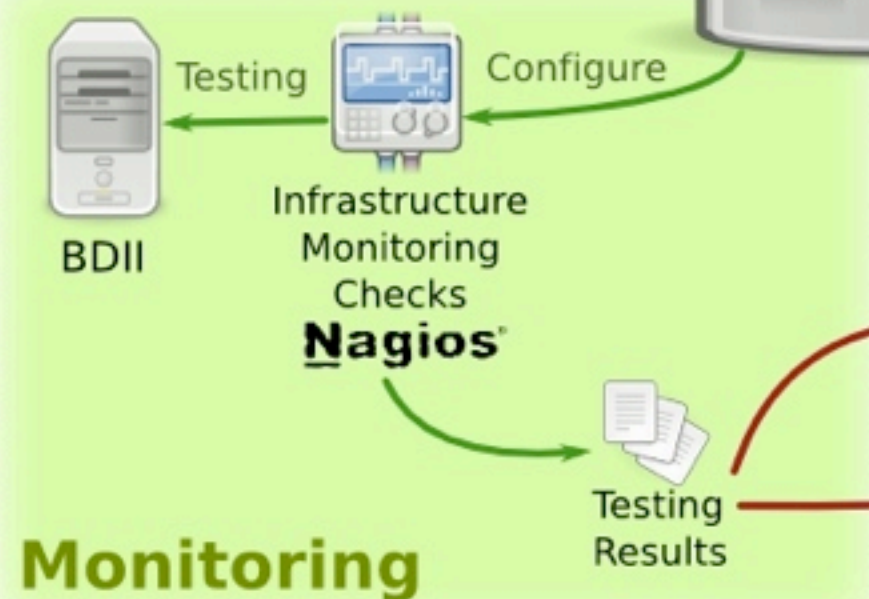 Testing
Configure
BDII
Infrastructure
Monitoring
Checks
Nagios®
Testing
Results
Monitoring